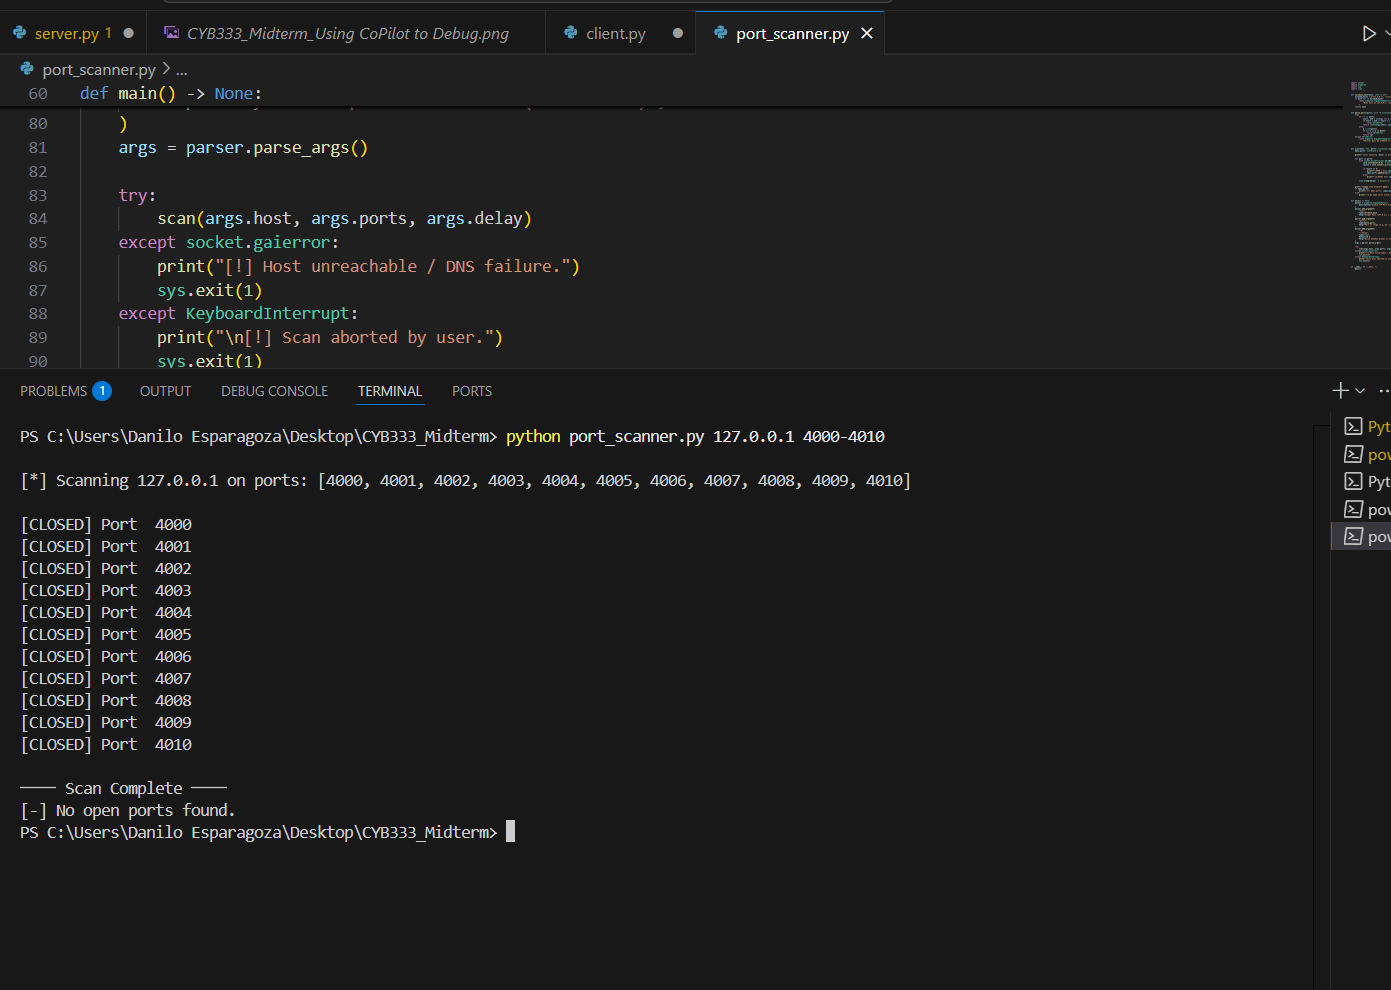 server.py 1
CYB333_Midterm_Using CoPilot to Debug.png
client.py
port_scanner.py
port_scanner.py > ...
60 def main() -> None:
80 )
81 args = parser.parse_args()
82
83 try:
84 scan(args.host, args.ports, args.delay)
85 except socket.gaierror:
86 print("[!] Host unreachable / DNS failure.")
87 sys.exit(1)
88 except KeyboardInterrupt:
89 print("\n[!] Scan aborted by user.")
90 sys.exit(1)
PROBLEMS 1 OUTPUT DEBUG CONSOLE TERMINAL PORTS
PS C:\Users\Danilo Esparagoza\Desktop\CYB333_Midterm> python port_scanner.py 127.0.0.1 4000-4010
[*] Scanning 127.0.0.1 on ports: [4000, 4001, 4002, 4003, 4004, 4005, 4006, 4007, 4008, 4009, 4010]
[CLOSED] Port 4000
[CLOSED] Port 4001
[CLOSED] Port 4002
[CLOSED] Port 4003
[CLOSED] Port 4004
[CLOSED] Port 4005
[CLOSED] Port 4006
[CLOSED] Port 4007
[CLOSED] Port 4008
[CLOSED] Port 4009
[CLOSED] Port 4010
──── Scan Complete ────
[-] No open ports found.
PS C:\Users\Danilo Esparagoza\Desktop\CYB333_Midterm>
Pyt
pow
Pyt
pow
pow